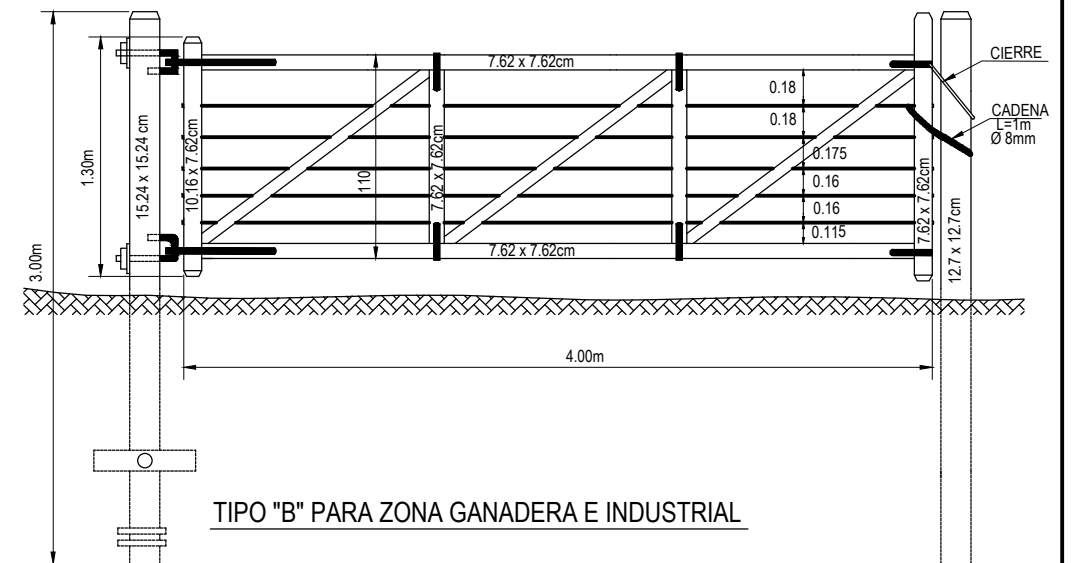 7.62 x 7.62cm
CIERRE
0.18
CADENA
L=1m
Ø 8mm
0.18
1.30m
15.24 x 15.24 cm
10.16 x 7.62cm
110
7.62 x 7.62cm
0.175
0.16
0.16
0.115
7.62 x 7.62cm
12.7 x 12.7cm
7.62 x 7.62cm
3.00m
4.00m
TIPO "B" PARA ZONA GANADERA E INDUSTRIAL